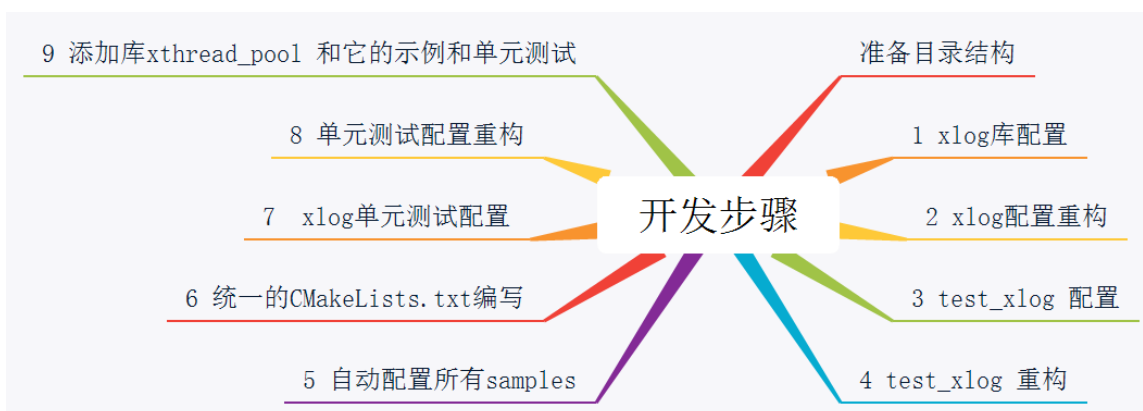 开发步骤
准备目录结构
1 xlog库配置
2 xlog配置重构
3 test_xlog 配置
4 test_xlog 重构
5 自动配置所有samples
6 统一的CMakeLists.txt编写
7 xlog单元测试配置
8 单元测试配置重构
9 添加库xthread_pool 和它的示例和单元测试